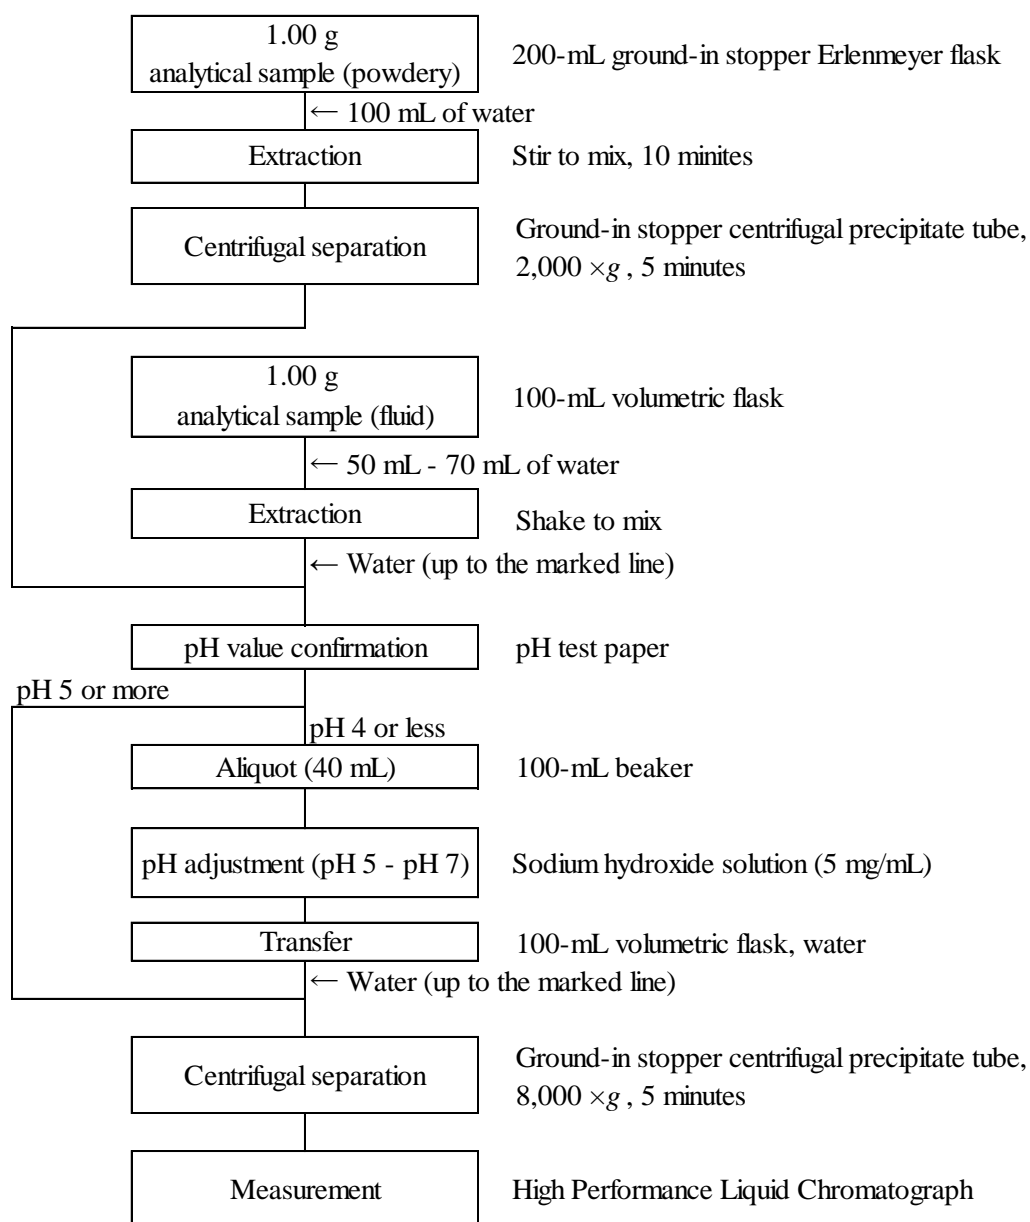 1.00 g
analytical sample (powdery)
200-mL ground-in stopper Erlenmeyer flask
← 100 mL of water
Extraction
Stir to mix, 10 minites
Centrifugal separation
Ground-in stopper centrifugal precipitate tube,
2,000 ×g , 5 minutes
1.00 g
analytical sample (fluid)
100-mL volumetric flask
← 50 mL - 70 mL of water
Extraction
Shake to mix
← Water (up to the marked line)
pH value confirmation
pH test paper
pH 5 or more
pH 4 or less
Aliquot (40 mL)
100-mL beaker
pH adjustment (pH 5 - pH 7)
Sodium hydroxide solution (5 mg/mL)
Transfer
100-mL volumetric flask, water
← Water (up to the marked line)
Centrifugal separation
Ground-in stopper centrifugal precipitate tube,
8,000 ×g , 5 minutes
Measurement
High Performance Liquid Chromatograph